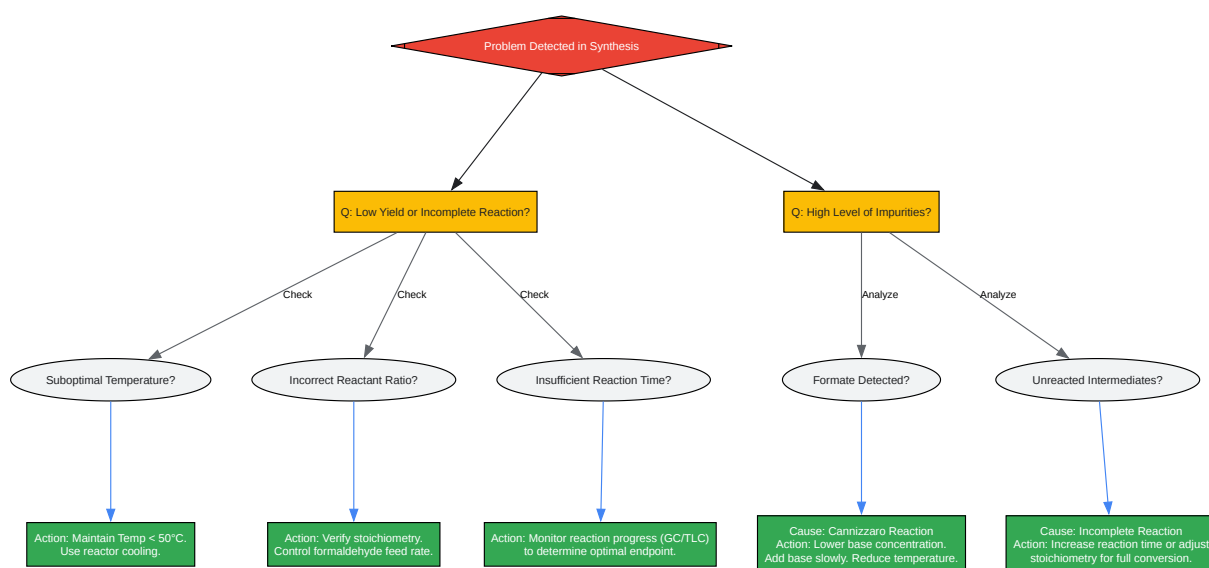 Problem Detected in Synthesis
Q: Low Yield or Incomplete Reaction?
Q: High Level of Impurities?
Check
Check
Check
Analyze
Analyze
Suboptimal Temperature?
Incorrect Reactant Ratio?
Insufficient Reaction Time?
Formate Detected?
Unreacted Intermediates?
Action: Maintain Temp < 50°C.
Use reactor cooling.
Action: Verify stoichiometry.
Control formaldehyde feed rate.
Action: Monitor reaction progress (GC/TLC)
to determine optimal endpoint.
Cause: Cannizzaro Reaction
Action: Lower base concentration.
Add base slowly. Reduce temperature.
Cause: Incomplete Reaction
Action: Increase reaction time or adjust
stoichiometry for full conversion.